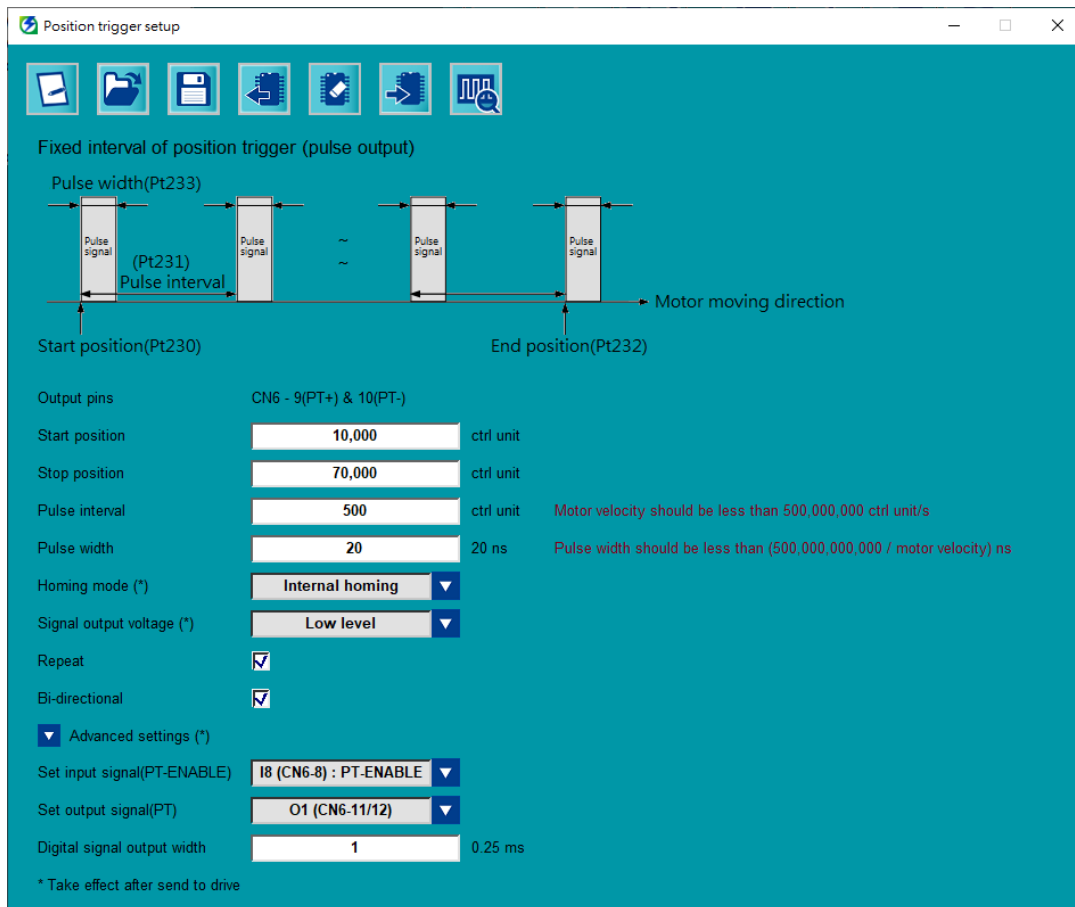 Position trigger setup
Fixed interval of position trigger (pulse output)
Pulse width(Pt233)
Pulse signal
Pulse signal
~
~
Pulse signal
Pulse signal
(Pt231)
Pulse interval
Motor moving direction
Start position(Pt230)
End position(Pt232)
Output pins CN6 - 9(PT+) & 10(PT-)
Start position 10,000 ctrl unit
Stop position 70,000 ctrl unit
Pulse interval 500 ctrl unit Motor velocity should be less than 500,000,000 ctrl unit/s
Pulse width 20 20 ns Pulse width should be less than (500,000,000,000 / motor velocity) ns
Homing mode (*) Internal homing
Signal output voltage (*) Low level
Repeat
Bi-directional
Advanced settings (*)
Set input signal(PT-ENABLE) I8 (CN6-8) : PT-ENABLE
Set output signal(PT) O1 (CN6-11/12)
Digital signal output width 1 0.25 ms
* Take effect after send to drive